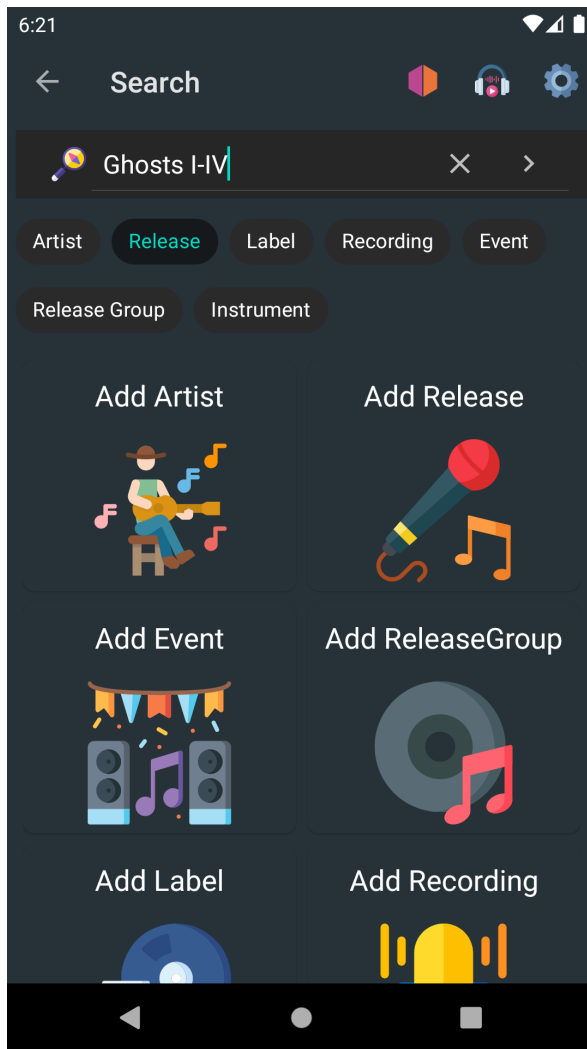 6:21
Search
Ghosts I-IV
Artist Release Label Recording Event
Release Group Instrument
Add Artist Add Release
Add Event Add ReleaseGroup
Add Label Add Recording